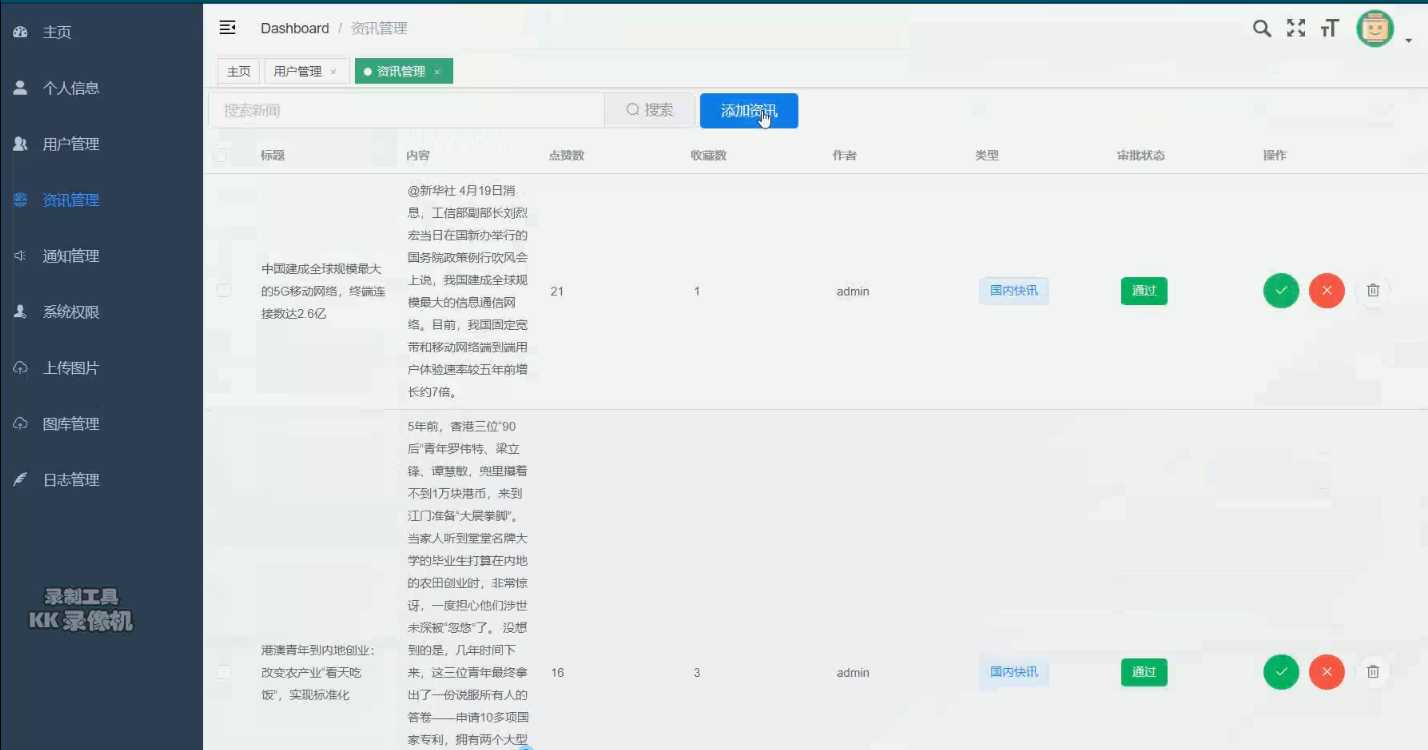 主页
个人信息
用户管理
资讯管理
通知管理
系统权限
上传图片
图库管理
日志管理
录制工具
KK 录像机
Dashboard / 资讯管理
主页
用户管理 ×
资讯管理 ×
搜索新闻
搜索
添加资讯
标题
内容
点赞数
收藏数
作者
类型
审批状态
操作
中国建成全球规模最大
的5G移动网络，终端连
接数达2.6亿
@新华社 4月19日消
息，工信部副部长刘烈
宏当日在国新办举行的
国务院政策例行吹风会
上说，我国建成全球规
模最大的信息通信网
络。目前，我国固定宽
带和移动网络端到端用
户体验速率较五年前增
长约7倍。
21
1
admin
国内快讯
通过
港澳青年到内地创业：
改变农产业“看天吃
饭”，实现标准化
5年前，香港三位“90
后”青年罗伟特、梁立
锋、谭慧敏，兜里攥着
不到1万块港币，来到
江门准备“大展拳脚”。
当家人听到堂堂名牌大
学的毕业生打算在内地
的农田创业时，非常惊
讶，一度担心他们涉世
未深被“忽悠”了。 没想
到的是，几年时间下
来，这三位青年最终拿
出了一份说服所有人的
答卷——申请10多项国
家专利，拥有两个大型
16
3
admin
国内快讯
通过